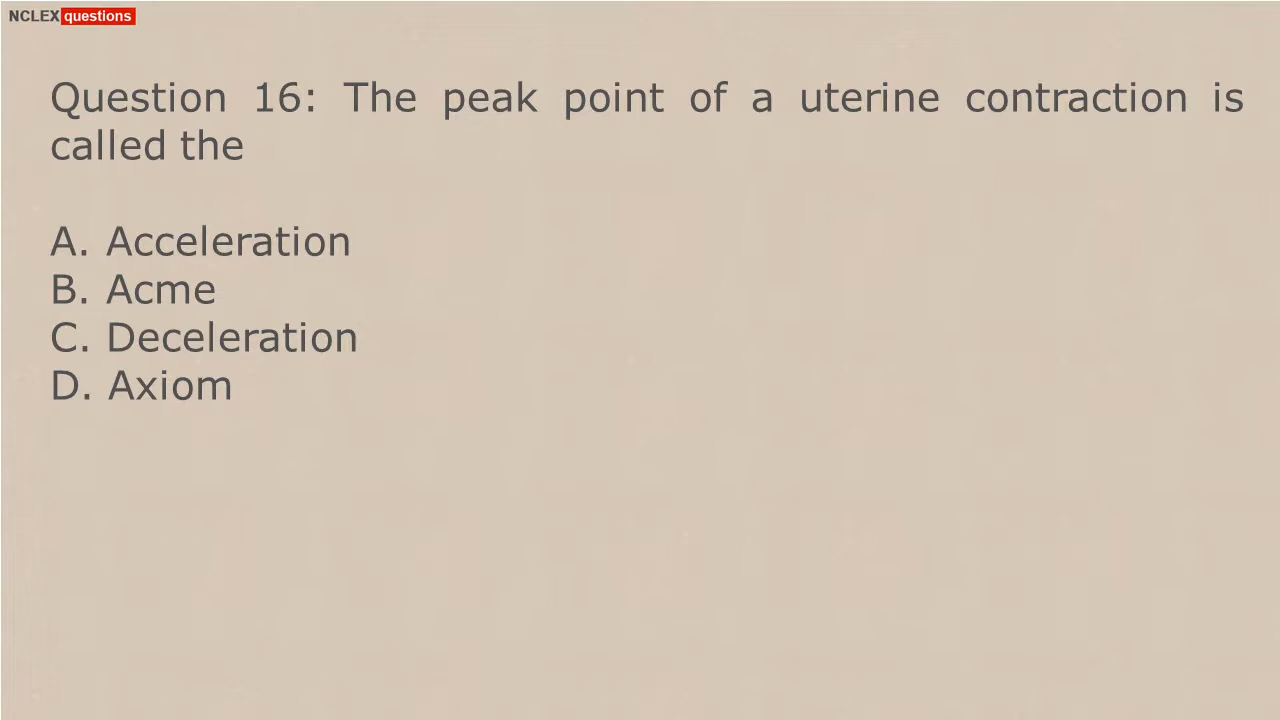 NCLEX questions
Question 16: The peak point of a uterine contraction is
called the
A. Acceleration
B. Acme
C. Deceleration
D. Axiom